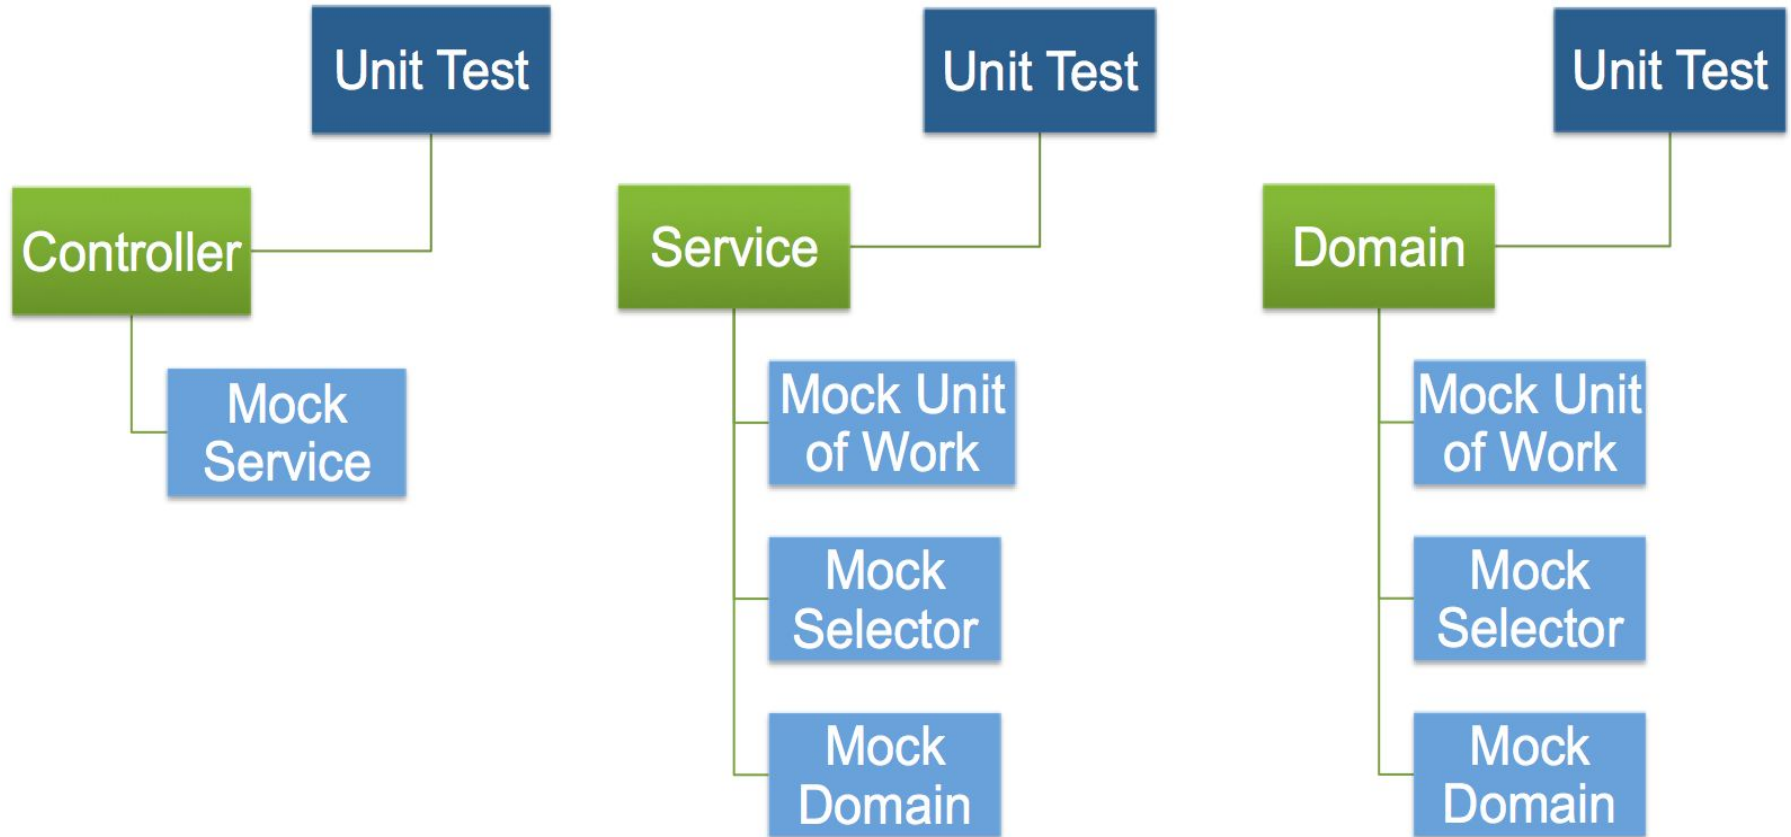 Unit Test
Controller
Mock
Service
Unit Test
Service
Mock Unit
of Work
Mock
Selector
Mock
Domain
Unit Test
Domain
Mock Unit
of Work
Mock
Selector
Mock
Domain